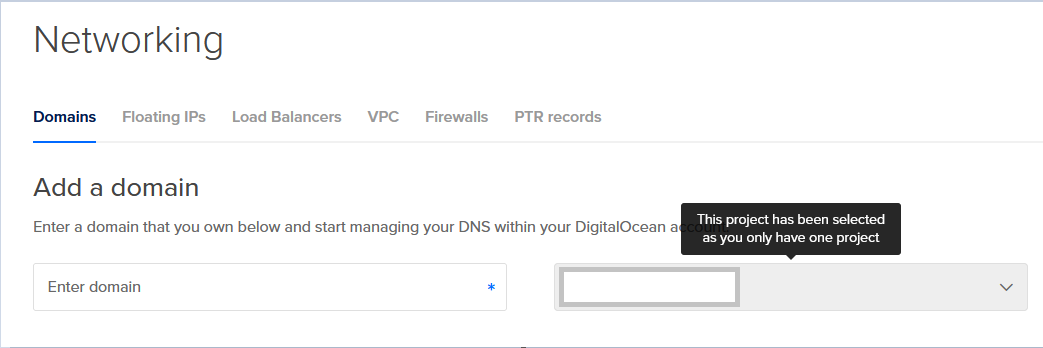 Networking
Domains Floating IPs Load Balancers VPC Firewalls PTR records
Add a domain
Enter a domain that you own below and start managing your DNS within your DigitalOcean account.
This project has been selected
as you only have one project
Enter domain *